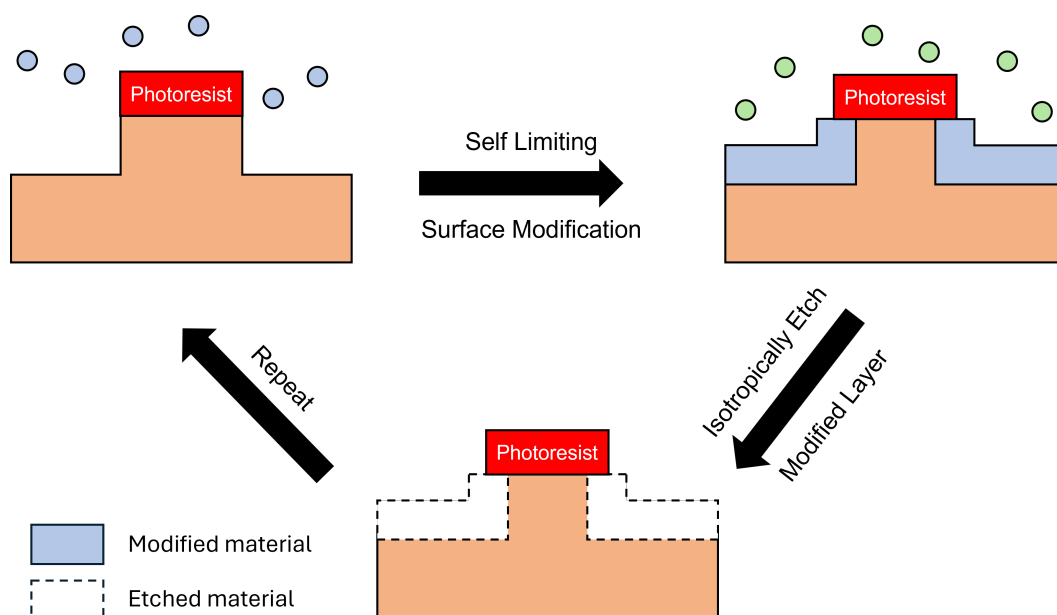 Photoresist
Self Limiting
Surface Modification
Photoresist
Isotropically Etch
Modified Layer
Repeat
Photoresist
Modified material
Etched material